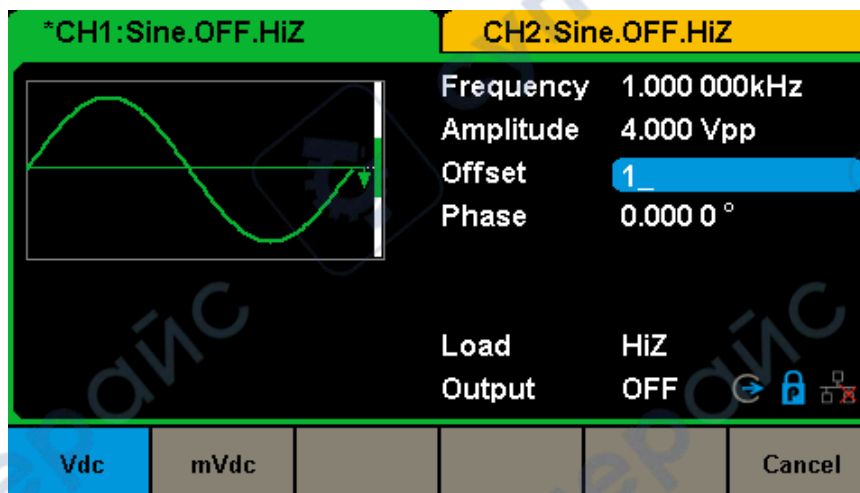 *CH1:Sine.OFF.HiZ
CH2:Sine.OFF.HiZ
Frequency 1.000 000kHz
Amplitude 4.000 Vpp
Offset 1_
Phase 0.000 0 °
Load HiZ
Output OFF P
Vdc mVdc Cancel